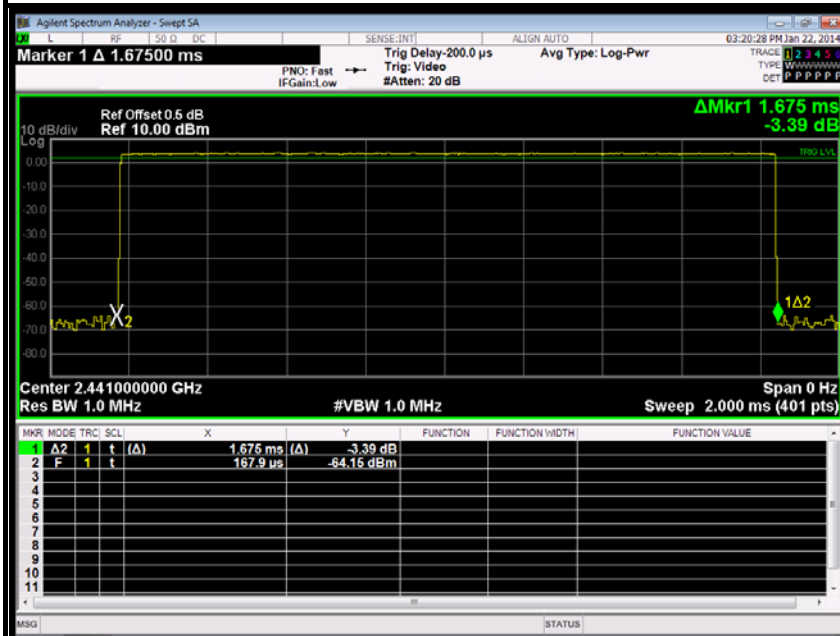 Agilent Spectrum Analyzer - Swept SA
L RF 50 Ω DC SENSE:INT ALIGN AUTO 03:20:28 PM Jan 22, 2014
Marker 1 Δ 1.67500 ms
PNO: Fast
IFGain:Low
Trig Delay-200.0 µs
Trig: Video
#Atten: 20 dB
Avg Type: Log-Pwr
TRACE 1 2 3 4 5 6
TYPE W
DET P P P P P P
ΔMkr1 1.675 ms
-3.39 dB
Ref Offset 0.5 dB
10 dB/div Ref 10.00 dBm
Log
TRIG LVL
0.00
-10.0
-20.0
-30.0
-40.0
-50.0
-60.0
-70.0
-80.0
X2
1Δ2
Center 2.441000000 GHz Span 0 Hz
Res BW 1.0 MHz #VBW 1.0 MHz Sweep 2.000 ms (401 pts)
MKR MODE TRC SCL X Y FUNCTION FUNCTION WIDTH FUNCTION VALUE
1 Δ2 1 t (Δ) 1.675 ms (Δ) -3.39 dB
2 F 1 t 167.9 µs -64.15 dBm
3
4
5
6
7
8
9
10
11
MSG STATUS